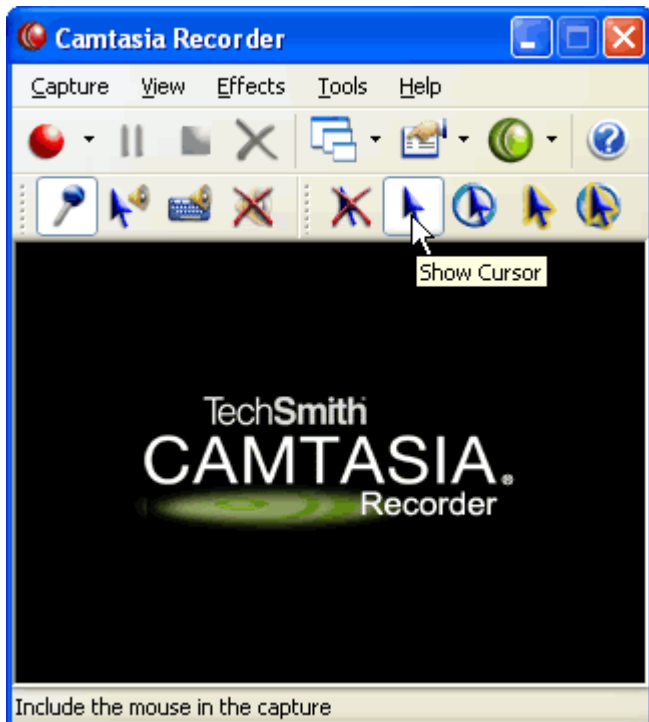 Camtasia Recorder
Capture View Effects Tools Help
Show Cursor
TechSmith
CAMTASIA®
Recorder
Include the mouse in the capture